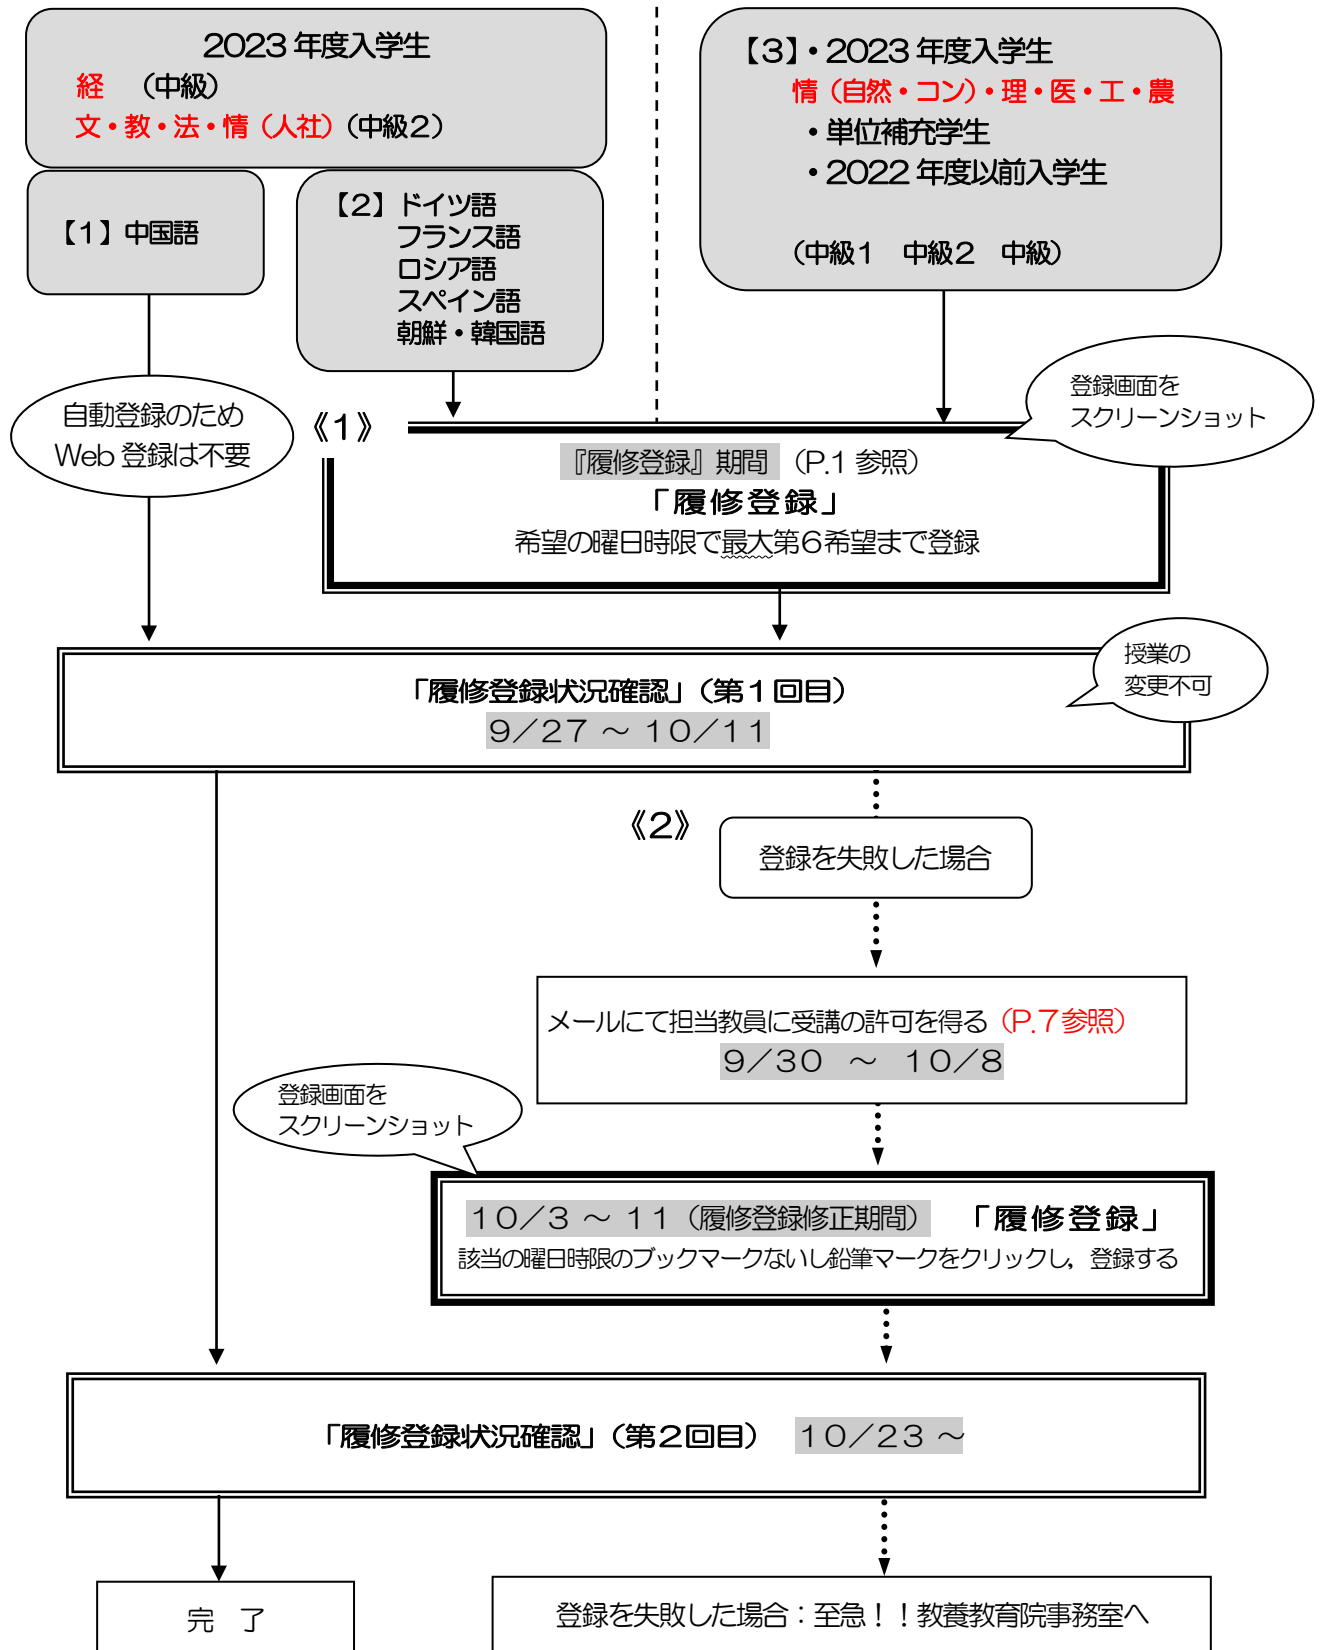 2023年度入学生
経　（中級）
文・教・法・情（人社）（中級２）
【１】中国語
【２】ドイツ語
フランス語
ロシア語
スペイン語
朝鮮・韓国語
【３】・2023年度入学生
情（自然・コン）・理・医・工・農
・単位補充学生
・2022年度以前入学生
（中級１　中級２　中級）
自動登録のため
Web登録は不要
登録画面を
スクリーンショット
《１》
『履修登録』期間　（P.1参照）
「履修登録」
希望の曜日時限で最大第６希望まで登録
「履修登録状況確認」（第１回目）
９／２７ ～ １０／１１
授業の
変更不可
《２》
登録を失敗した場合
メールにて担当教員に受講の許可を得る（P.７参照）
９／３０　～　１０／８
登録画面を
スクリーンショット
１０／３ ～ １１（履修登録修正期間）　「履修登録」
該当の曜日時限のブックマークないし鉛筆マークをクリックし，登録する
「履修登録状況確認」（第２回目）　１０／２３ ～
完　了
登録を失敗した場合：至急！！教養教育院事務室へ